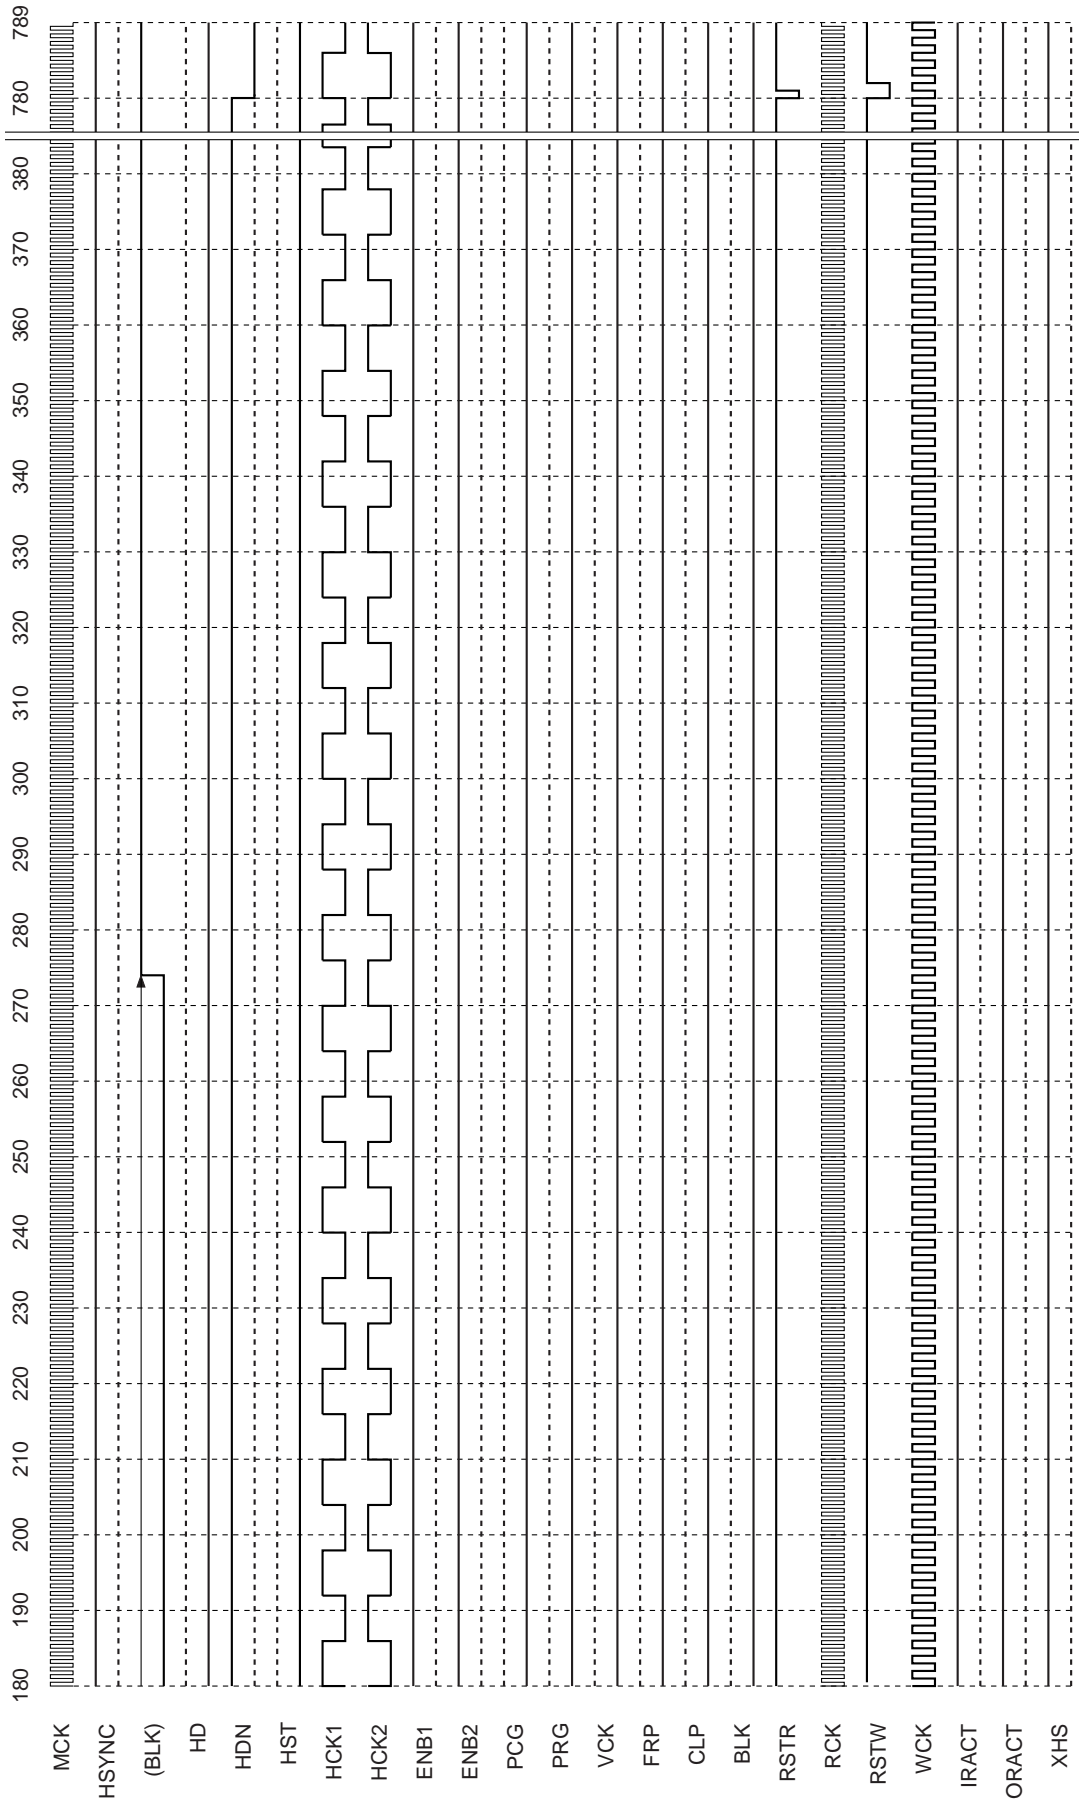 180 190 200 210 220 230 240 250 260 270 280 290 300 310 320 330 340 350 360 370 380 780 789
MCK
HSYNC
(BLK)
HD
HDN
HST
HCK1
HCK2
ENB1
ENB2
PCG
PRG
VCK
FRP
CLP
BLK
RSTR
RCK
RSTW
WCK
IRACT
ORACT
XHS